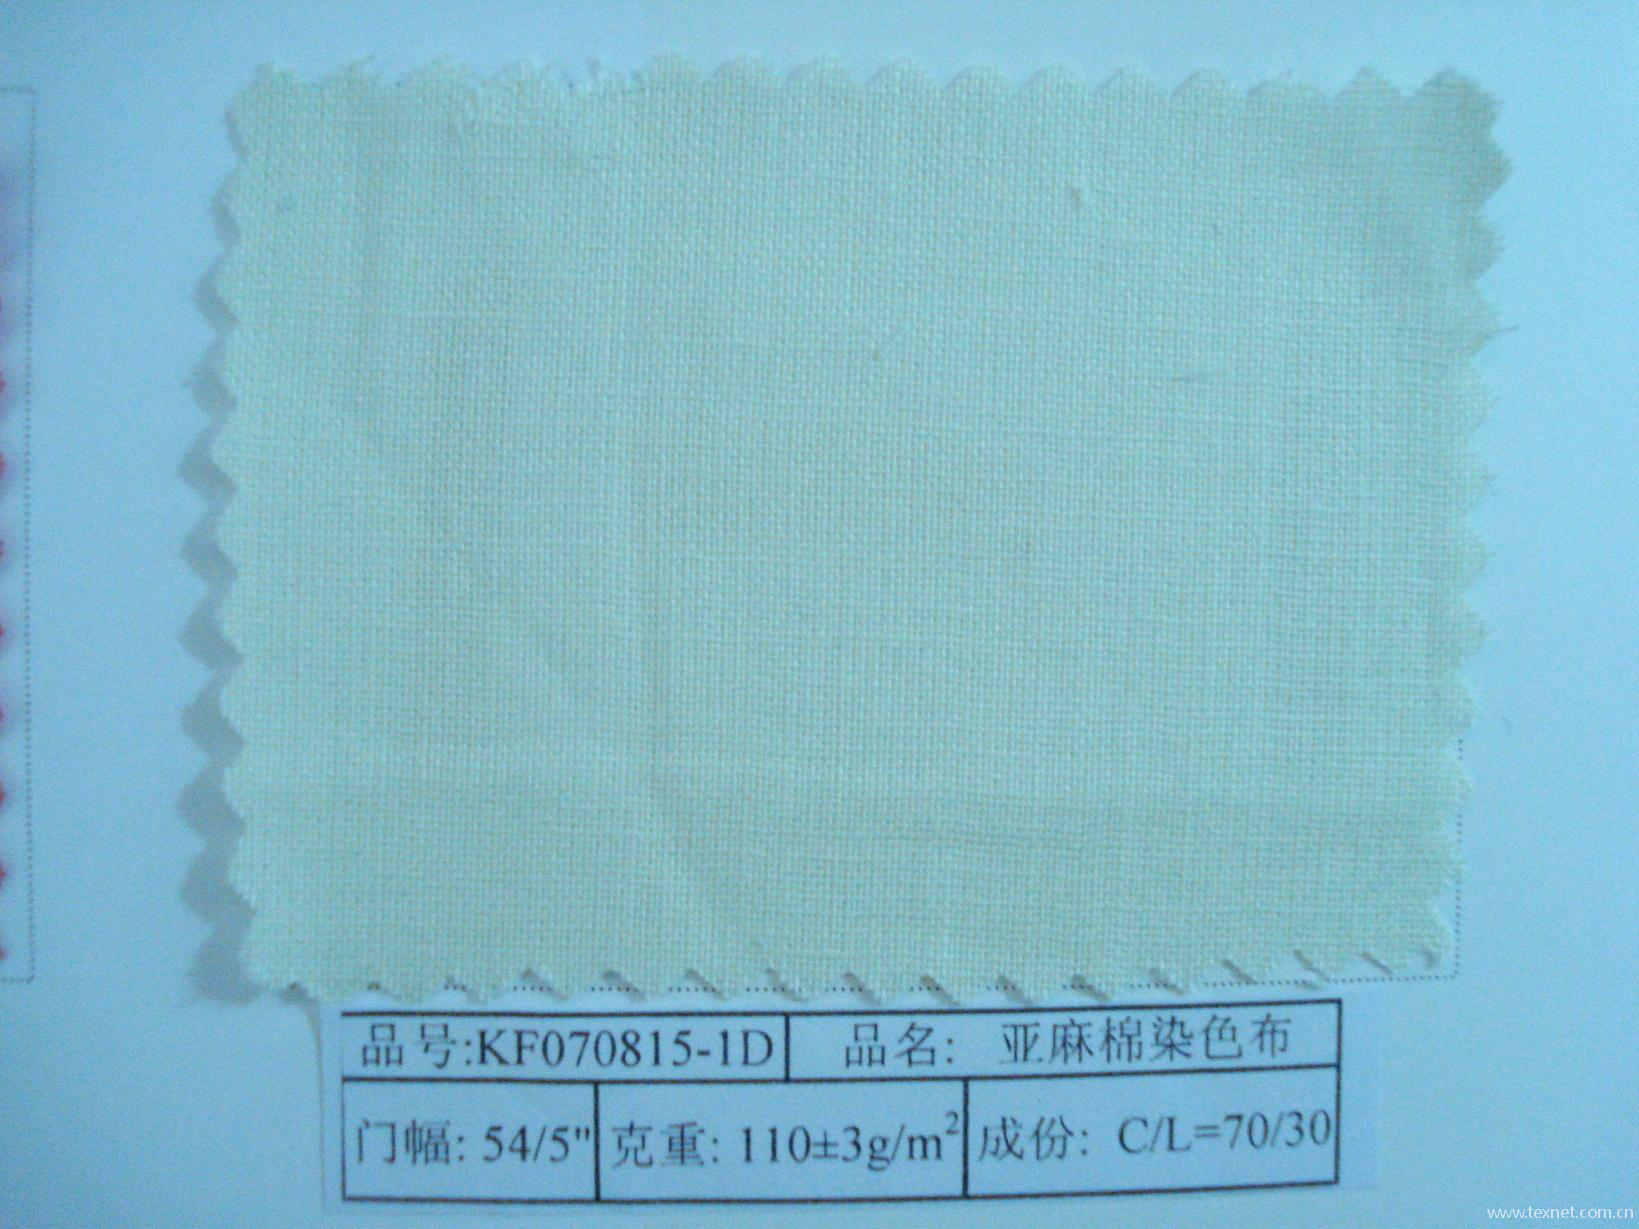 品号:KF070815-1D 品名: 亚麻棉染色布
门幅: 54/5" 克重: 110±3g/m² 成份: C/L=70/30
www.texnet.com.cn